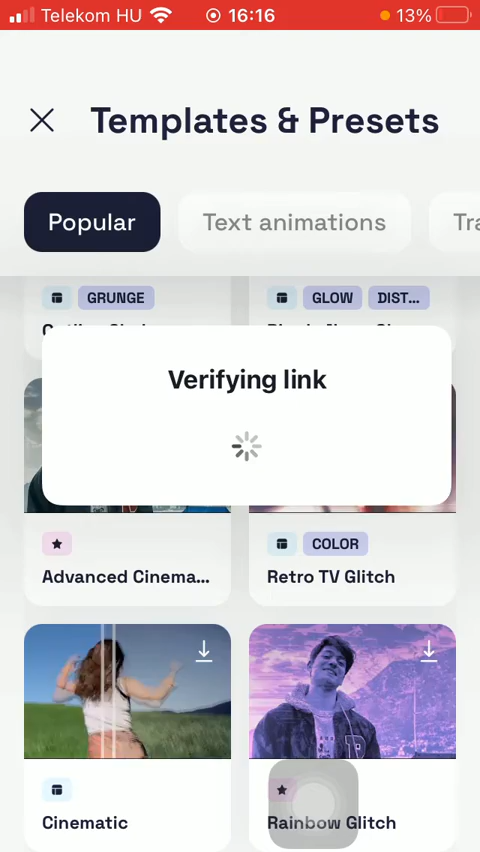 Telekom HU 16:16 13%
Templates & Presets
Popular Text animations
GRUNGE GLOW DIST...
Verifying link
COLOR
Advanced Cinema... Retro TV Glitch
Cinematic Rainbow Glitch